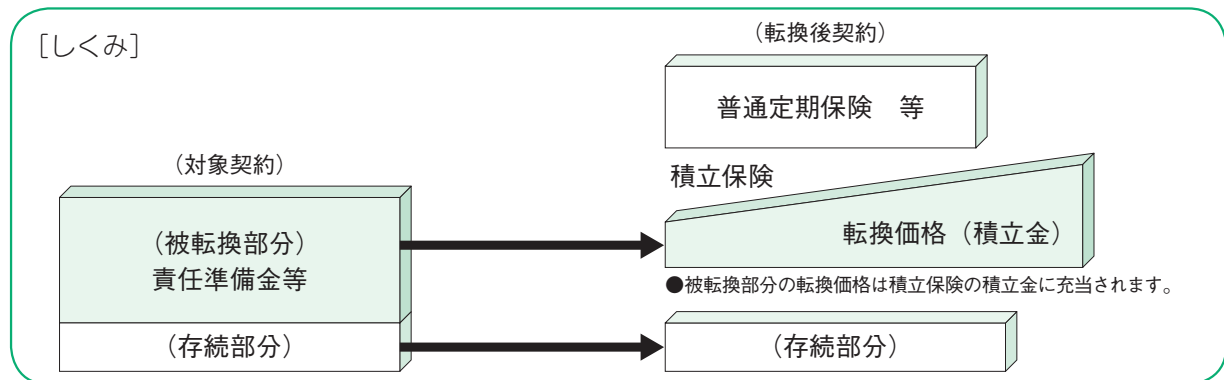 [しくみ]
（転換後契約）
普通定期保険　等
（対象契約）
積立保険
（被転換部分）
責任準備金等
転換価格（積立金）
●被転換部分の転換価格は積立保険の積立金に充当されます。
（存続部分）
（存続部分）